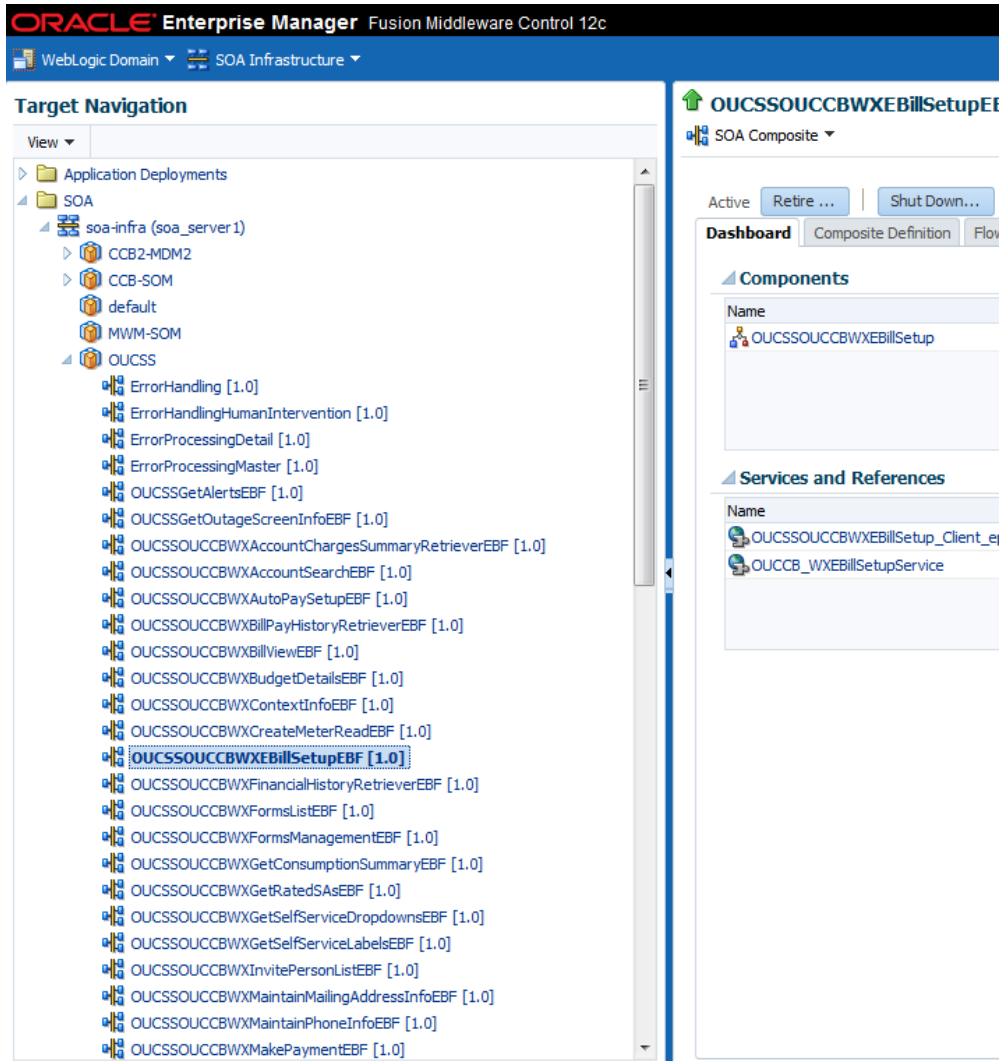 ORACLE Enterprise Manager Fusion Middleware Control 12c
WebLogic Domain SOA Infrastructure
Target Navigation
View
Application Deployments
SOA
soa-infra (soa_server1)
CCB2-MDM2
CCB-SOM
default
MWM-SOM
OUCSS
ErrorHandling [1.0]
ErrorHandlingHumanIntervention [1.0]
ErrorProcessingDetail [1.0]
ErrorProcessingMaster [1.0]
OUCSSGetAlertsEBF [1.0]
OUCSSGetOutageScreenInfoEBF [1.0]
OUCSSOUCCBWXAccountChargesSummaryRetrieverEBF [1.0]
OUCSSOUCCBWXAccountSearchEBF [1.0]
OUCSSOUCCBWXAutoPaySetupEBF [1.0]
OUCSSOUCCBWXBillPayHistoryRetrieverEBF [1.0]
OUCSSOUCCBWXBillViewEBF [1.0]
OUCSSOUCCBWXBudgetDetailsEBF [1.0]
OUCSSOUCCBWXContextInfoEBF [1.0]
OUCSSOUCCBWXCreateMeterReadEBF [1.0]
OUCSSOUCCBWXEBillSetupEBF [1.0]
OUCSSOUCCBWXFinancialHistoryRetrieverEBF [1.0]
OUCSSOUCCBWXFormsListEBF [1.0]
OUCSSOUCCBWXFormsManagementEBF [1.0]
OUCSSOUCCBWXGetConsumptionSummaryEBF [1.0]
OUCSSOUCCBWXGetRatedSAsEBF [1.0]
OUCSSOUCCBWXGetSelfServiceDropdownsEBF [1.0]
OUCSSOUCCBWXGetSelfServiceLabelsEBF [1.0]
OUCSSOUCCBWXInvitePersonListEBF [1.0]
OUCSSOUCCBWXMaintainMailingAddressInfoEBF [1.0]
OUCSSOUCCBWXMaintainPhoneInfoEBF [1.0]
OUCSSOUCCBWXMakePaymentEBF [1.0]
OUCSSOUCCBWXEBillSetupEB
SOA Composite
Active Retire ... Shut Down...
Dashboard Composite Definition Flow
Components
Name
OUCSSOUCCBWXEBillSetup
Services and References
Name
OUCSSOUCCBWXEBillSetup_Client_ep
OUCCB_WXEBillSetupService